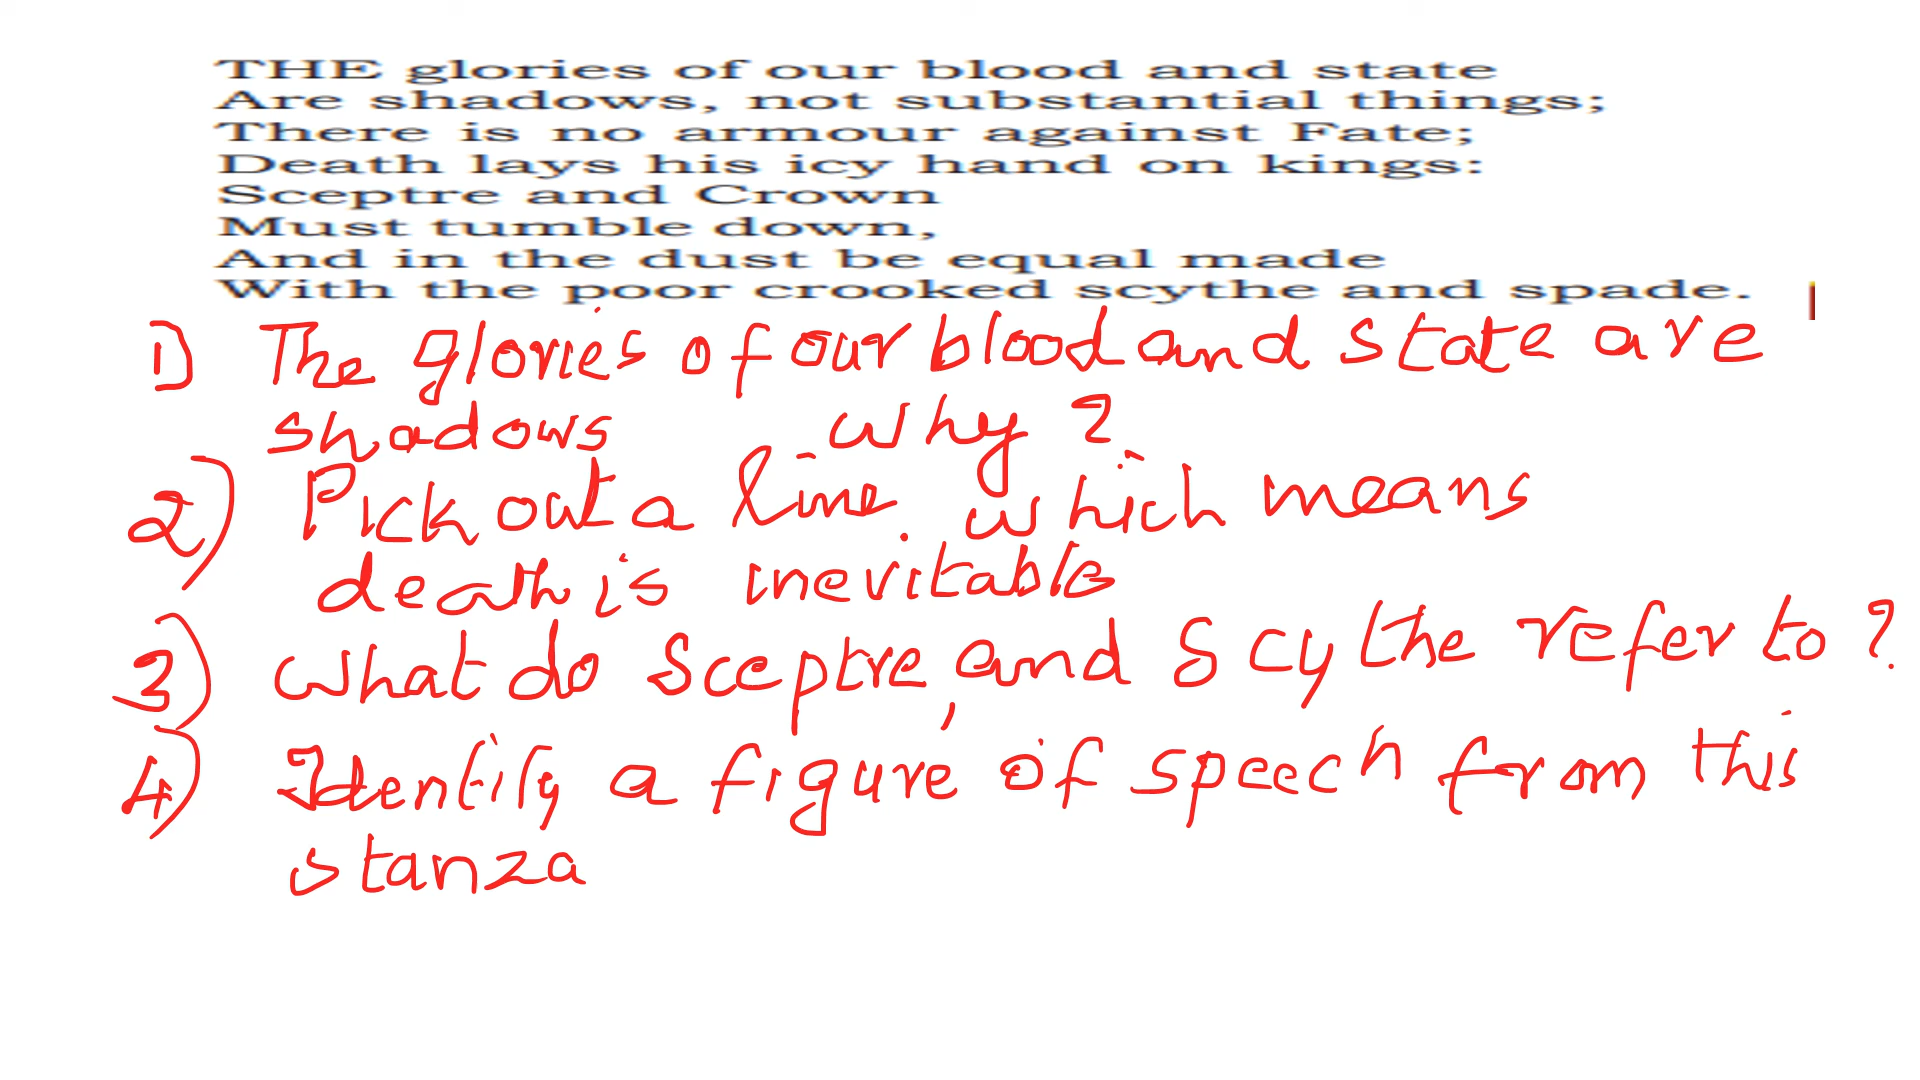 THE glories of our blood and state
Are shadows, not substantial things;
There is no armour against Fate;
Death lays his icy hand on kings:
Sceptre and Crown
Must tumble down,
And in the dust be equal made
With the poor crooked scythe and spade.
1) The glories of our blood and state are
shadows why?
2) Pick out a line which means
death is inevitable
3) What do Sceptre, and Scythe refer to?
4) Identify a figure of speech from this
stanza